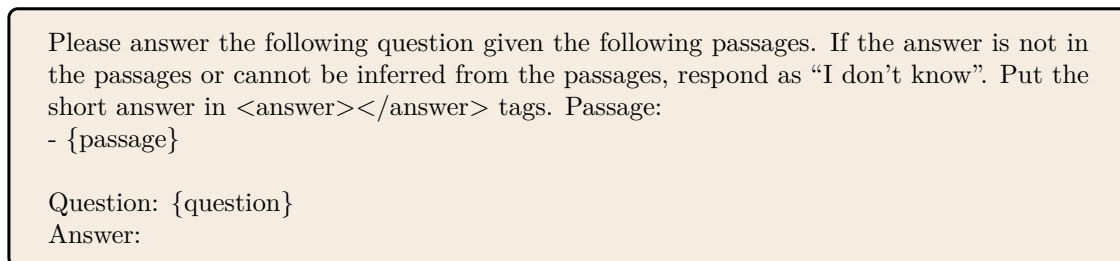 Please answer the following question given the following passages. If the answer is not in
the passages or cannot be inferred from the passages, respond as “I don’t know”. Put the
short answer in <answer></answer> tags. Passage:
- {passage}
Question: {question}
Answer: